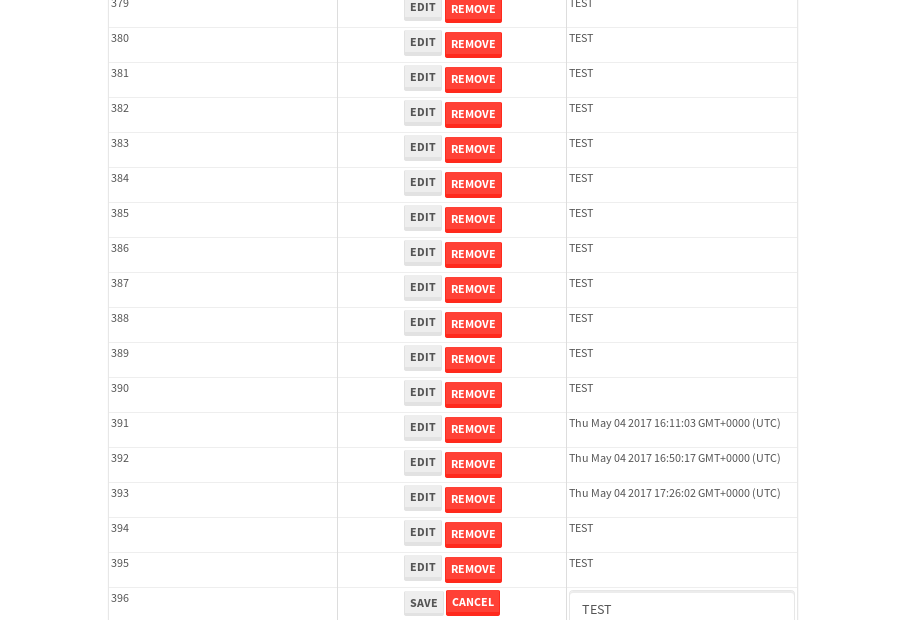 379 EDIT REMOVE TEST
380 EDIT REMOVE TEST
381 EDIT REMOVE TEST
382 EDIT REMOVE TEST
383 EDIT REMOVE TEST
384 EDIT REMOVE TEST
385 EDIT REMOVE TEST
386 EDIT REMOVE TEST
387 EDIT REMOVE TEST
388 EDIT REMOVE TEST
389 EDIT REMOVE TEST
390 EDIT REMOVE TEST
391 EDIT REMOVE Thu May 04 2017 16:11:03 GMT+0000 (UTC)
392 EDIT REMOVE Thu May 04 2017 16:50:17 GMT+0000 (UTC)
393 EDIT REMOVE Thu May 04 2017 17:26:02 GMT+0000 (UTC)
394 EDIT REMOVE TEST
395 EDIT REMOVE TEST
396 SAVE CANCEL TEST